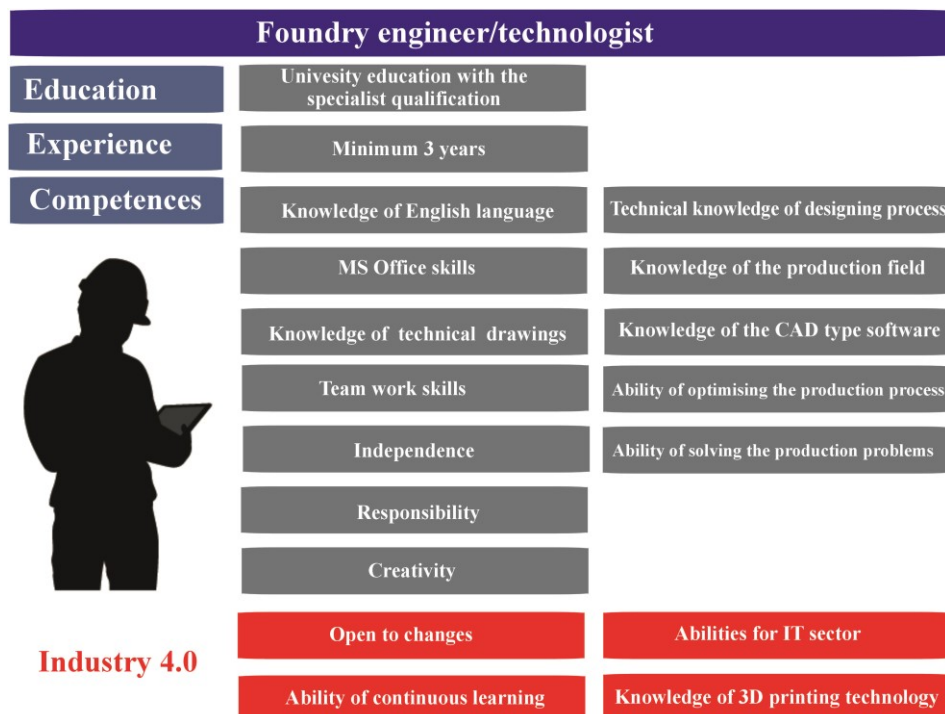 Foundry engineer/technologist
Education
Univesity education with the
specialist qualification
Experience
Minimum 3 years
Competences
Knowledge of English language
Technical knowledge of designing process
MS Office skills
Knowledge of the production field
Knowledge of technical drawings
Knowledge of the CAD type software
Team work skills
Ability of optimising the production process
Independence
Ability of solving the production problems
Responsibility
Creativity
Industry 4.0
Open to changes
Abilities for IT sector
Ability of continuous learning
Knowledge of 3D printing technology